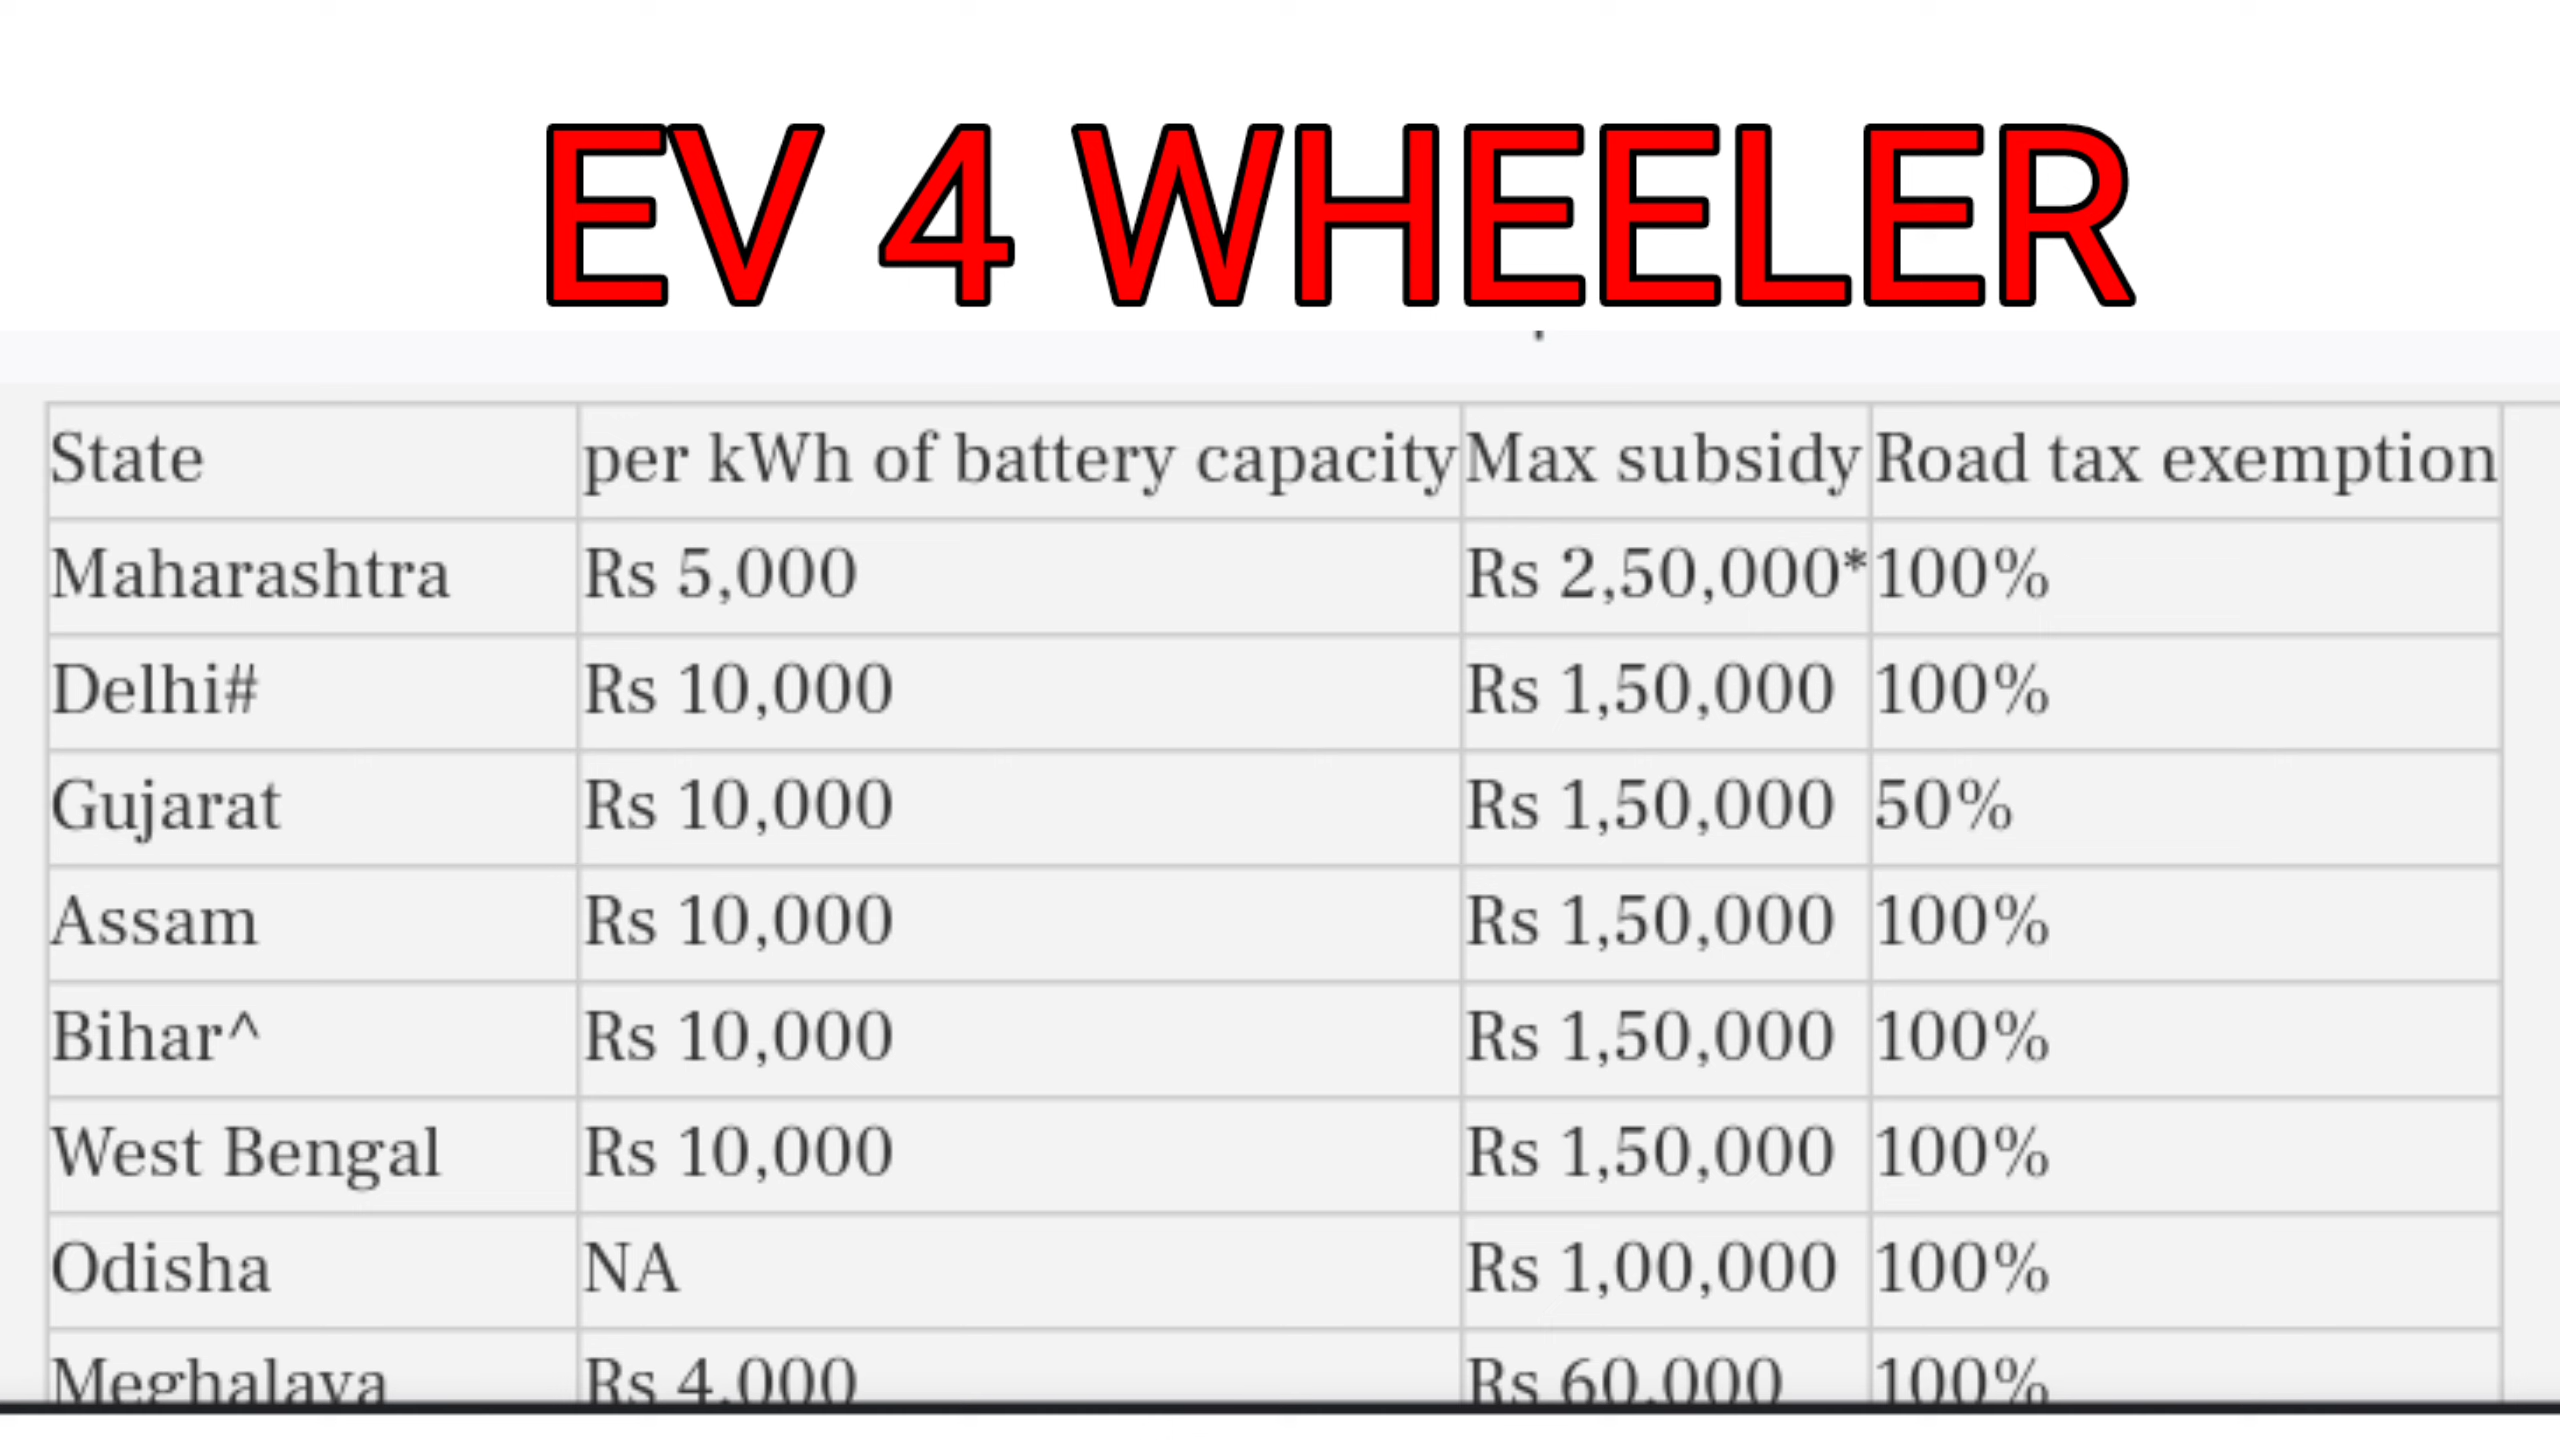 EV 4 WHEELER
State per kWh of battery capacity Max subsidy Road tax exemption
Maharashtra Rs 5,000 Rs 2,50,000* 100%
Delhi# Rs 10,000 Rs 1,50,000 100%
Gujarat Rs 10,000 Rs 1,50,000 50%
Assam Rs 10,000 Rs 1,50,000 100%
Bihar^ Rs 10,000 Rs 1,50,000 100%
West Bengal Rs 10,000 Rs 1,50,000 100%
Odisha NA Rs 1,00,000 100%
Meghalaya Rs 4,000 Rs 60,000 100%